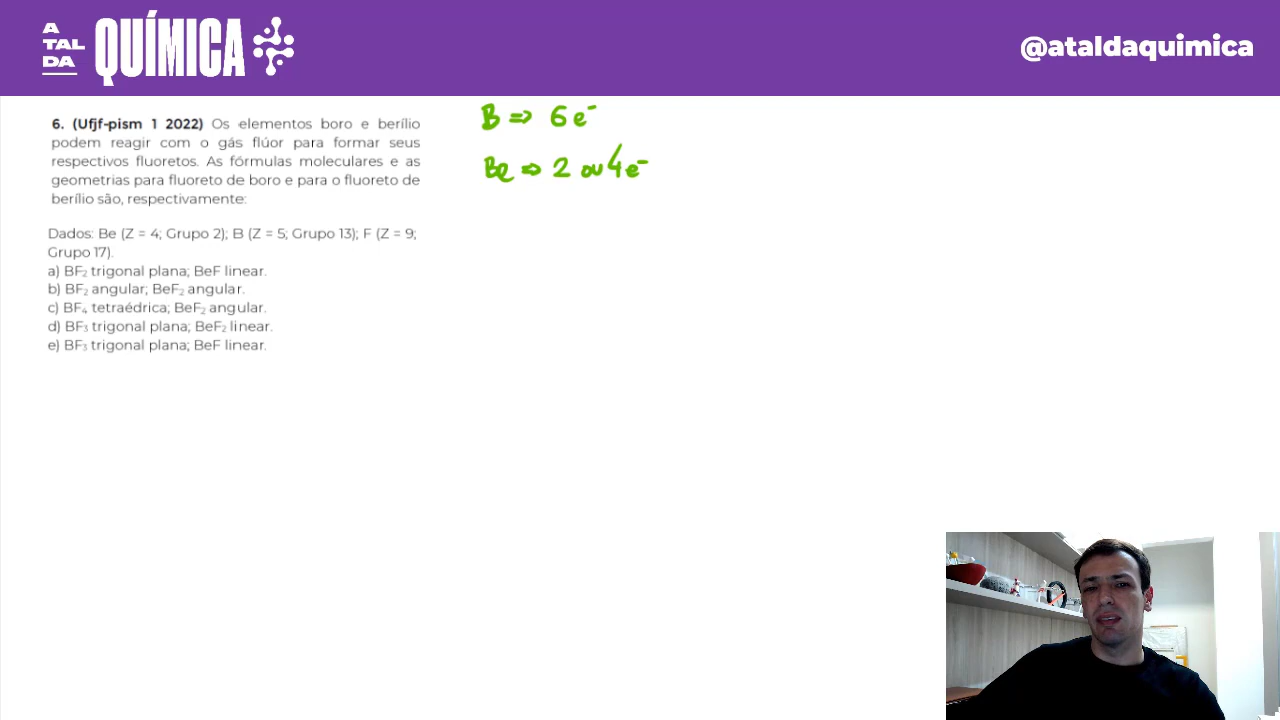 A
TAL
DA
QUÍMICA
@ataldaquimica
6. (Ufjf-pism 1 2022) Os elementos boro e berílio
podem reagir com o gás flúor para formar seus
respectivos fluoretos. As fórmulas moleculares e as
geometrias para fluoreto de boro e para o fluoreto de
berílio são, respectivamente:
Dados: Be (Z = 4; Grupo 2); B (Z = 5; Grupo 13); F (Z = 9;
Grupo 17).
a) BF₂ trigonal plana; BeF linear.
b) BF₂ angular; BeF₂ angular.
c) BF₄ tetraédrica; BeF₂ angular.
d) BF₃ trigonal plana; BeF₂ linear.
e) BF₃ trigonal plana; BeF linear.
B ⇒ 6 e⁻
Be ⇒ 2 ou 4 e⁻